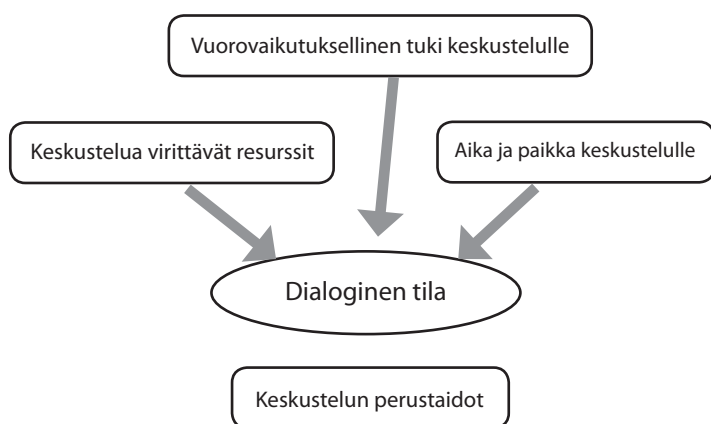 Vuorovaikutuksellinen tuki keskustelulle
Keskustelua virittävät resurssit
Aika ja paikka keskustelulle
Dialoginen tila
Keskustelun perustaidot